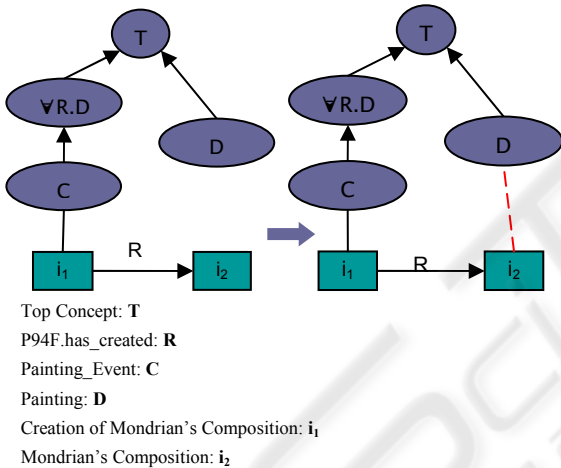 T T
∀R.D ∀R.D
D D
C C
R R
i₁ i₂ i₁ i₂
Top Concept: T
P94F.has_created: R
Painting_Event: C
Painting: D
Creation of Mondrian's Composition: i₁
Mondrian's Composition: i₂